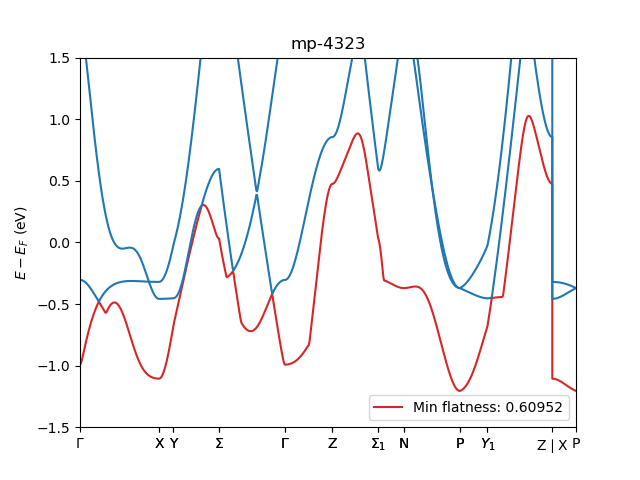 mp-4323
E − E_F (eV)
1.5
1.0
0.5
0.0
−0.5
−1.0
−1.5
Min flatness: 0.60952
Γ X Y Σ Γ Z Σ₁ N P Y₁ Z | X P